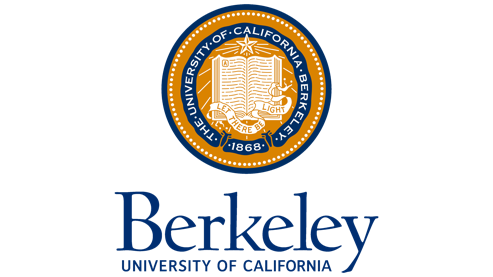 ·THE·UNIVERSITY·OF·CALIFORNIA·BERKELEY·
A
LET THERE BE LIGHT
·1868·
Berkeley
UNIVERSITY OF CALIFORNIA